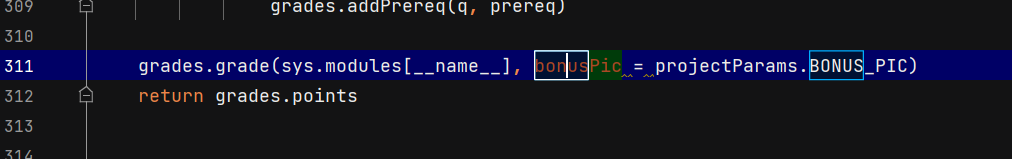 309 grades.addPrereq(q, prereq)
310
311 grades.grade(sys.modules[__name__], bonusPic = projectParams.BONUS_PIC)
312 return grades.points
313
314